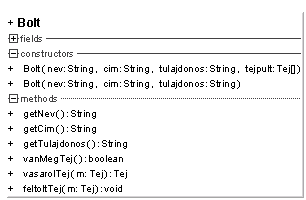 + Bolt
fields
constructors
+ Bolt( nev: String, cim: String, tulajdonos: String, tejpult: Tej[])
+ Bolt( nev: String, cim: String, tulajdonos: String)
methods
+ getNev(): String
+ getCim(): String
+ getTulajdonos(): String
+ vanMegTej(): boolean
+ vasarolTej( m: Tej): Tej
+ feltoltTej( m: Tej): void